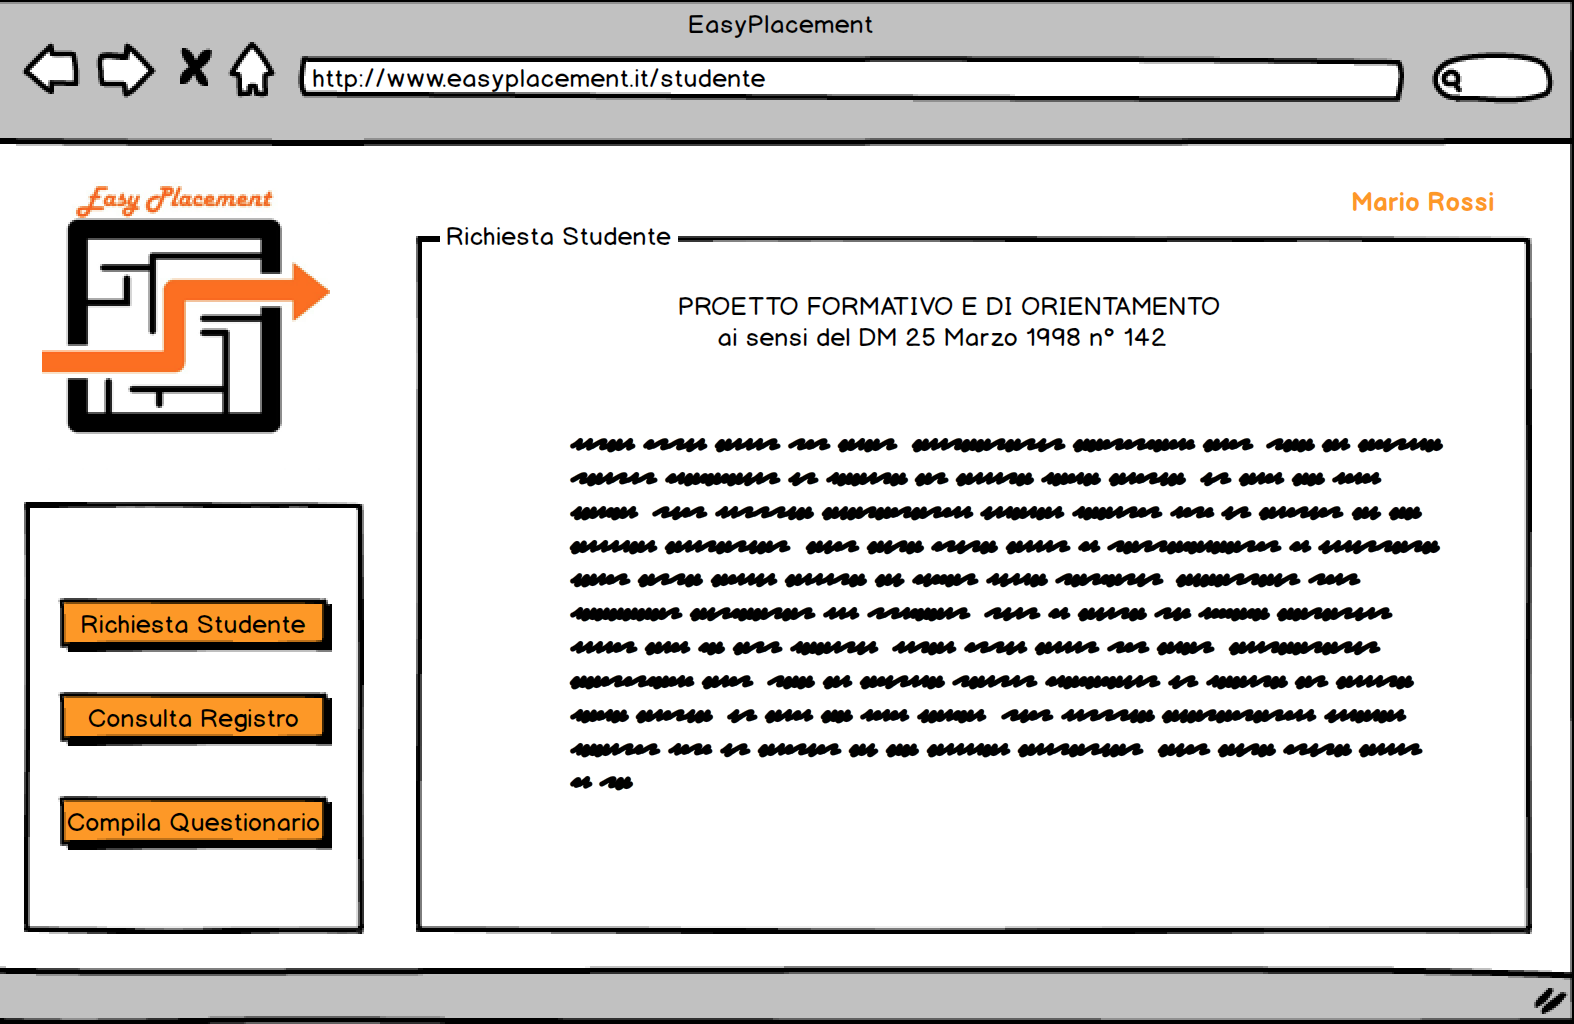 EasyPlacement
http://www.easyplacement.it/studente
Easy Placement
Mario Rossi
Richiesta Studente
PROETTO FORMATIVO E DI ORIENTAMENTO
ai sensi del DM 25 Marzo 1998 n° 142
Richiesta Studente
Consulta Registro
Compila Questionario